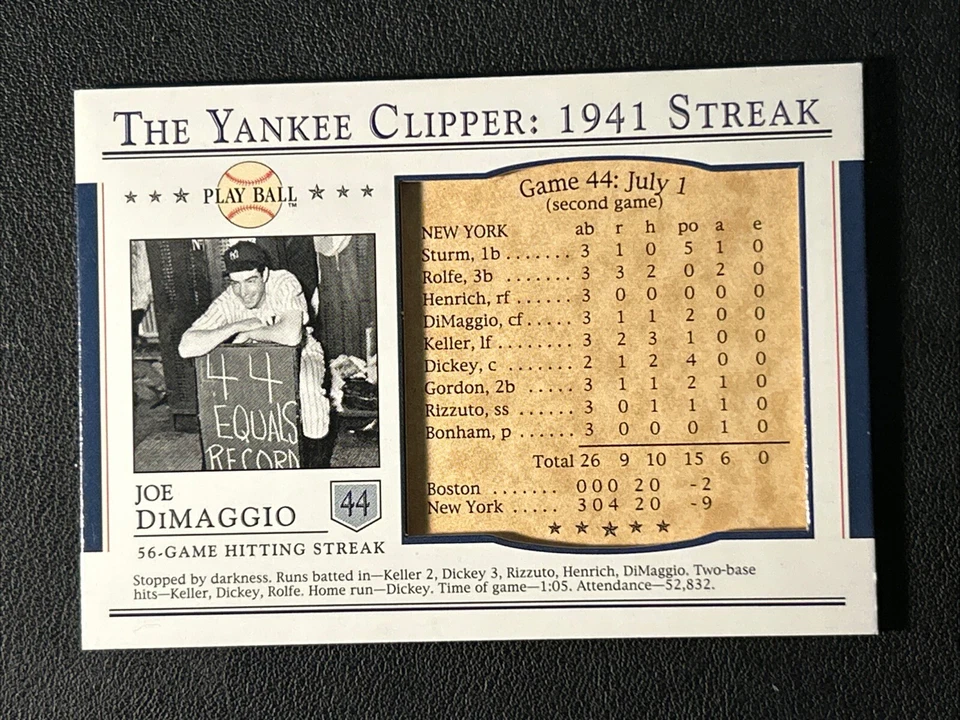 THE YANKEE CLIPPER: 1941 STREAK
PLAY BALL™
44
EQUALS
RECORD
JOE
DIMAGGIO
44
56-GAME HITTING STREAK
Game 44: July 1
(second game)
NEW YORK ab r h po a e
Sturm, 1b ....... 3 1 0 5 1 0
Rolfe, 3b ....... 3 3 2 0 2 0
Henrich, rf ...... 3 0 0 0 0 0
DiMaggio, cf ..... 3 1 1 2 0 0
Keller, lf ........ 3 2 3 1 0 0
Dickey, c ....... 2 1 2 4 0 0
Gordon, 2b ..... 3 1 1 2 1 0
Rizzuto, ss ..... 3 0 1 1 1 0
Bonham, p ...... 3 0 0 0 1 0
Total 26 9 10 15 6 0
Boston ....... 000 20 -2
New York ..... 304 20 -9
Stopped by darkness. Runs batted in—Keller 2, Dickey 3, Rizzuto, Henrich, DiMaggio. Two-base
hits—Keller, Dickey, Rolfe. Home run—Dickey. Time of game—1:05. Attendance—52,832.